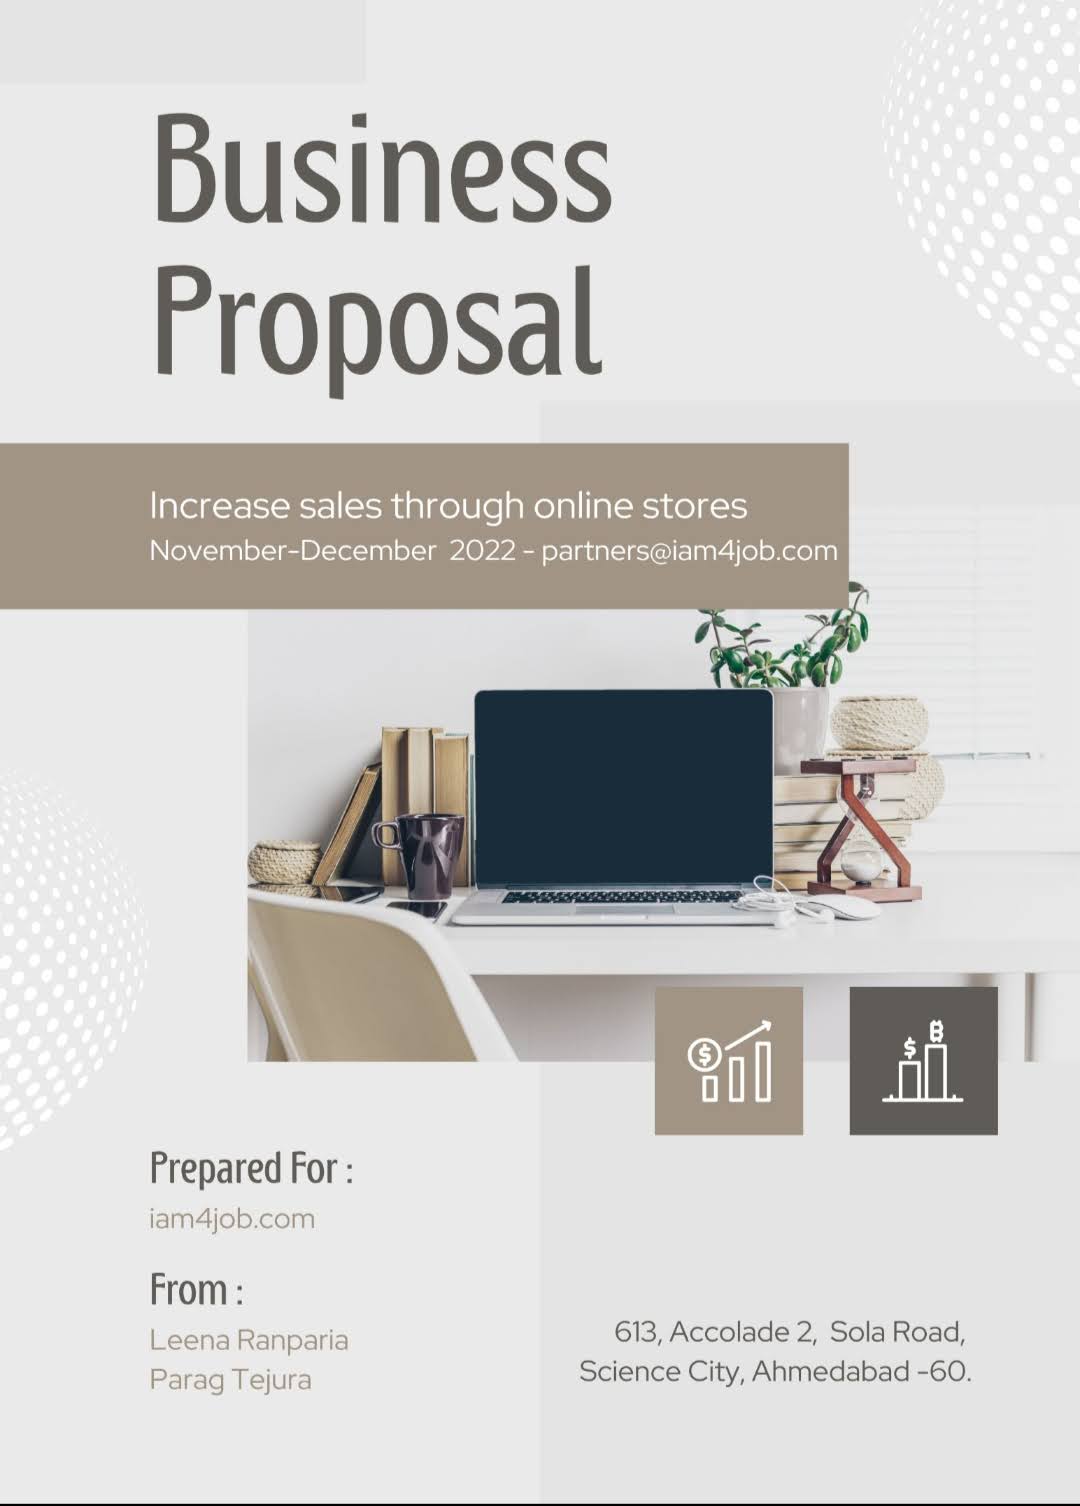 Business
Proposal
Increase sales through online stores
November-December 2022 - partners@iam4job.com
Prepared For :
iam4job.com
From :
Leena Ranparia
Parag Tejura
613, Accolade 2, Sola Road,
Science City, Ahmedabad -60.